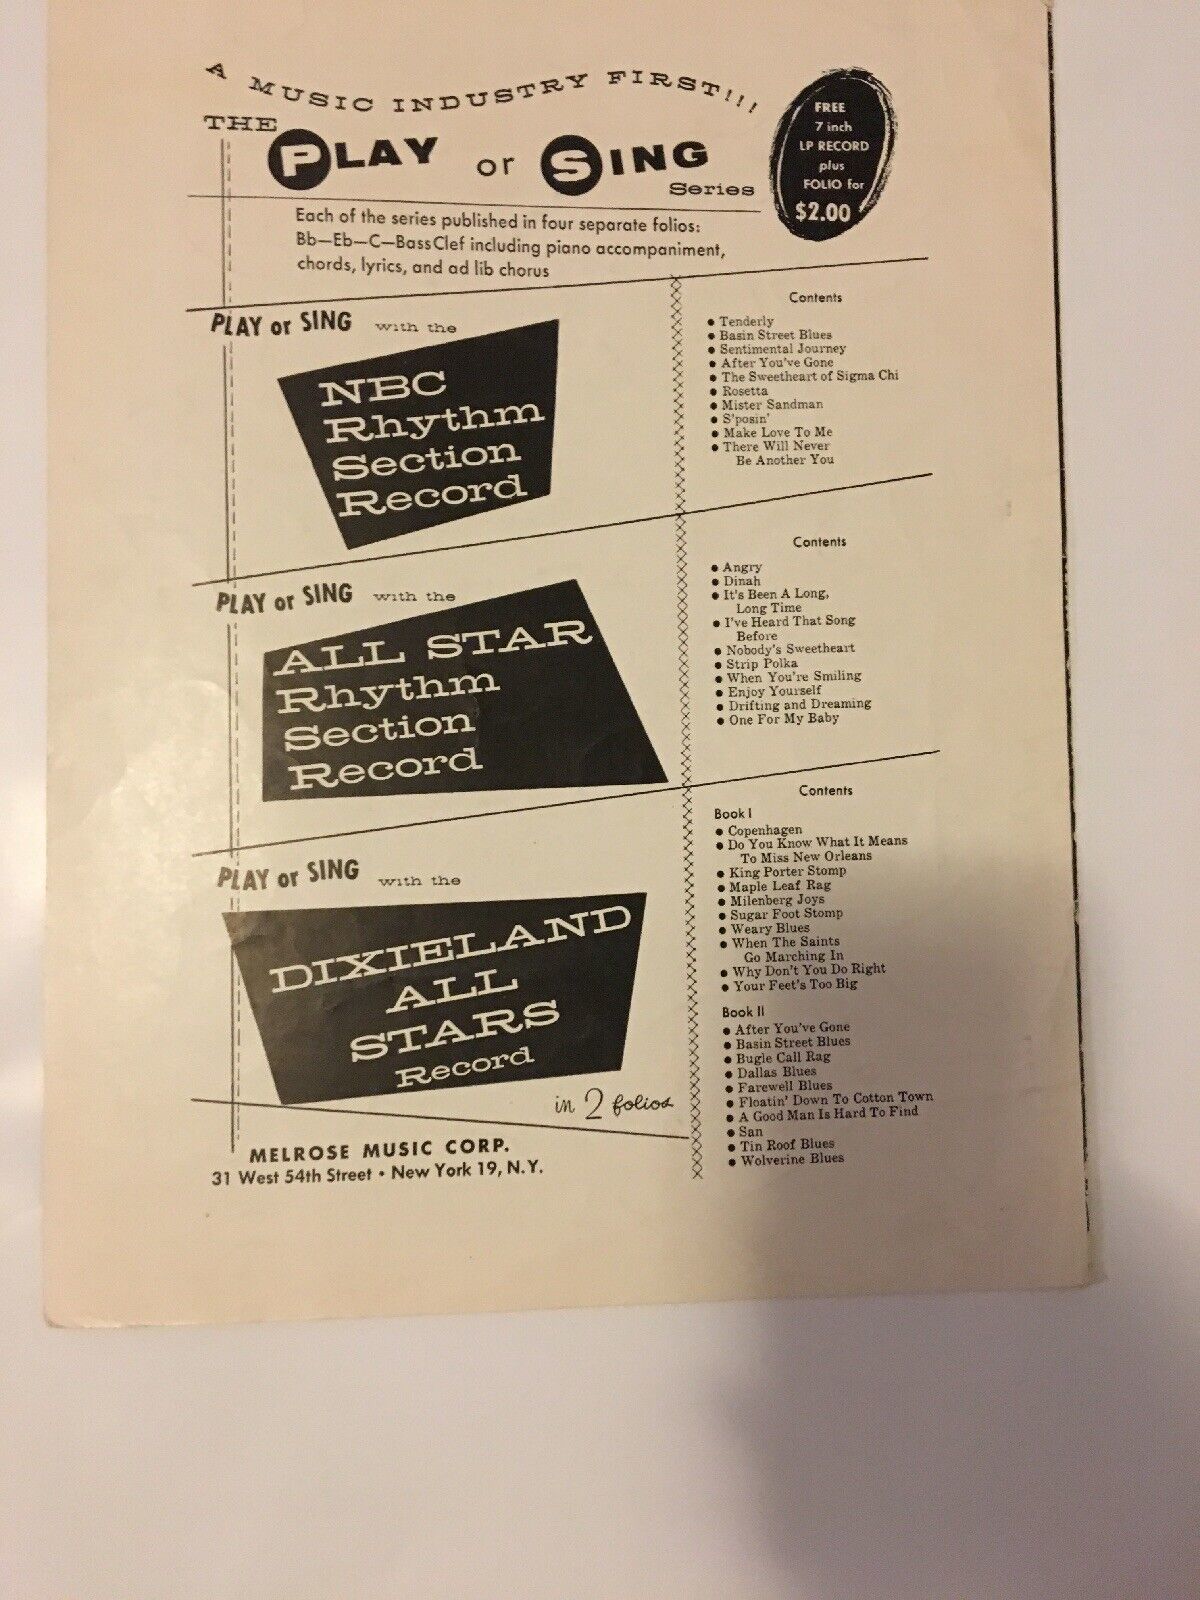 A MUSIC INDUSTRY FIRST!!!
THE
PLAY or SING
Series
FREE
7 inch
LP RECORD
plus
FOLIO for
$2.00
Each of the series published in four separate folios:
Bb—Eb—C—Bass Clef including piano accompaniment,
chords, lyrics, and ad lib chorus
PLAY or SING with the
NBC
Rhythm
Section
Record
Contents
• Tenderly
• Basin Street Blues
• Sentimental Journey
• After You've Gone
• The Sweetheart of Sigma Chi
• Rosetta
• Mister Sandman
• S'posin'
• Make Love To Me
• There Will Never
Be Another You
PLAY or SING with the
ALL STAR
Rhythm
Section
Record
Contents
• Angry
• Dinah
• It's Been A Long,
Long Time
• I've Heard That Song
Before
• Nobody's Sweetheart
• Strip Polka
• When You're Smiling
• Enjoy Yourself
• Drifting and Dreaming
• One For My Baby
PLAY or SING with the
DIXIELAND
ALL
STARS
Record
in 2 folios
Contents
Book I
• Copenhagen
• Do You Know What It Means
To Miss New Orleans
• King Porter Stomp
• Maple Leaf Rag
• Milenberg Joys
• Sugar Foot Stomp
• Weary Blues
• When The Saints
Go Marching In
• Why Don't You Do Right
• Your Feet's Too Big
Book II
• After You've Gone
• Basin Street Blues
• Bugle Call Rag
• Dallas Blues
• Farewell Blues
• Floatin' Down To Cotton Town
• A Good Man Is Hard To Find
• San
• Tin Roof Blues
• Wolverine Blues
MELROSE MUSIC CORP.
31 West 54th Street • New York 19, N.Y.